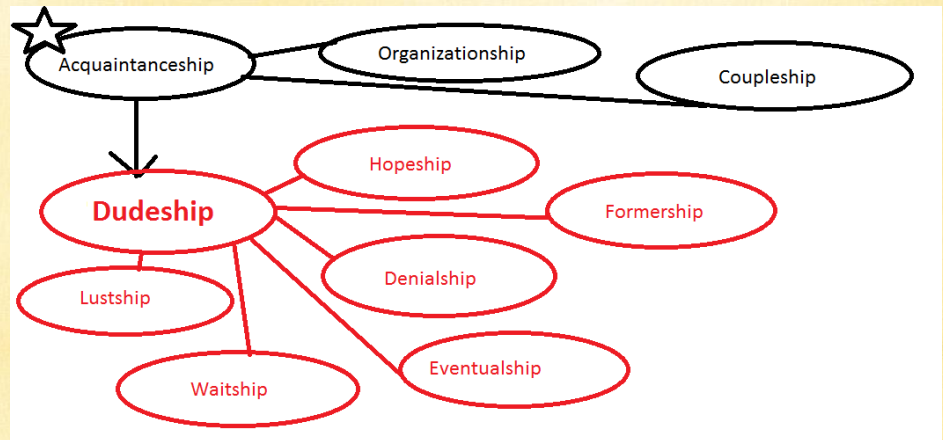 Acquaintanceship
Organizationship
Coupleship
Hopeship
Dudeship
Formership
Denialship
Lustship
Eventualship
Waitship